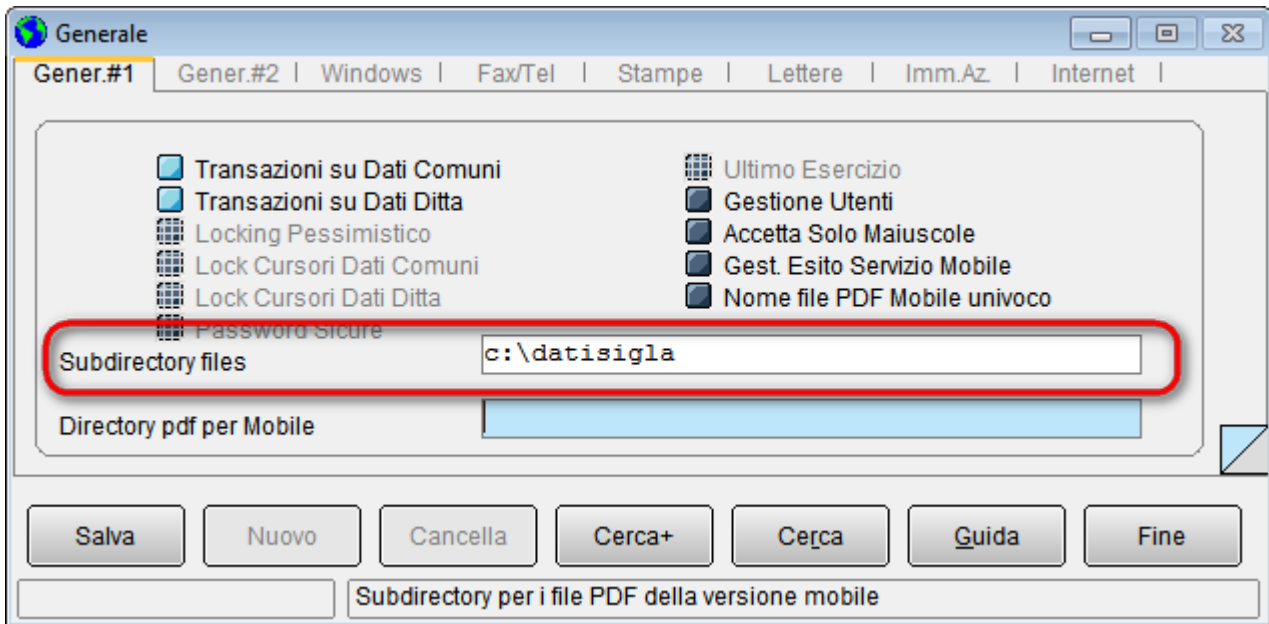 Generale
Gener.#1 Gener.#2 Windows Fax/Tel Stampe Lettere Imm.Az. Internet
Transazioni su Dati Comuni Ultimo Esercizio
Transazioni su Dati Ditta Gestione Utenti
Locking Pessimistico Accetta Solo Maiuscole
Lock Cursori Dati Comuni Gest. Esito Servizio Mobile
Lock Cursori Dati Ditta Nome file PDF Mobile univoco
Password Sicure
Subdirectory files c:\datisigla
Directory pdf per Mobile
Salva Nuovo Cancella Cerca+ Cerca Guida Fine
Subdirectory per i file PDF della versione mobile